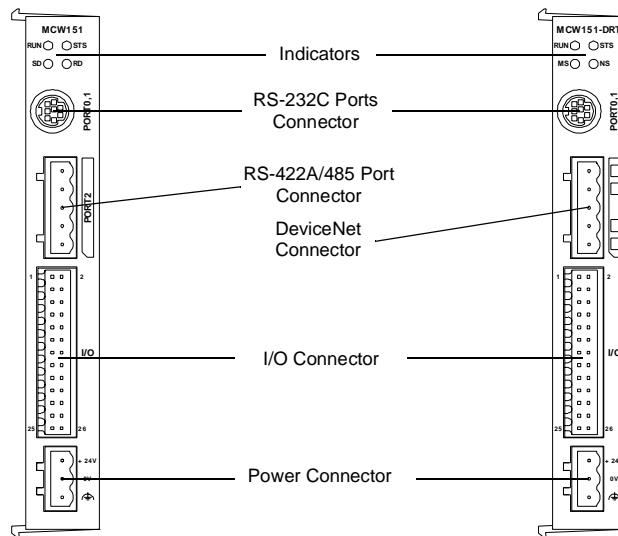 MCW151
RUN STS
SD RD
PORT0,1
PORT2
1 2
I/O
25 26
+ 24V
0V
Indicators
RS-232C Ports
Connector
RS-422A/485 Port
Connector
DeviceNet
Connector
I/O Connector
Power Connector
MCW151-DRT
RUN STS
MS NS
PORT0,1
1 2
I/O
25 26
+ 24
0V